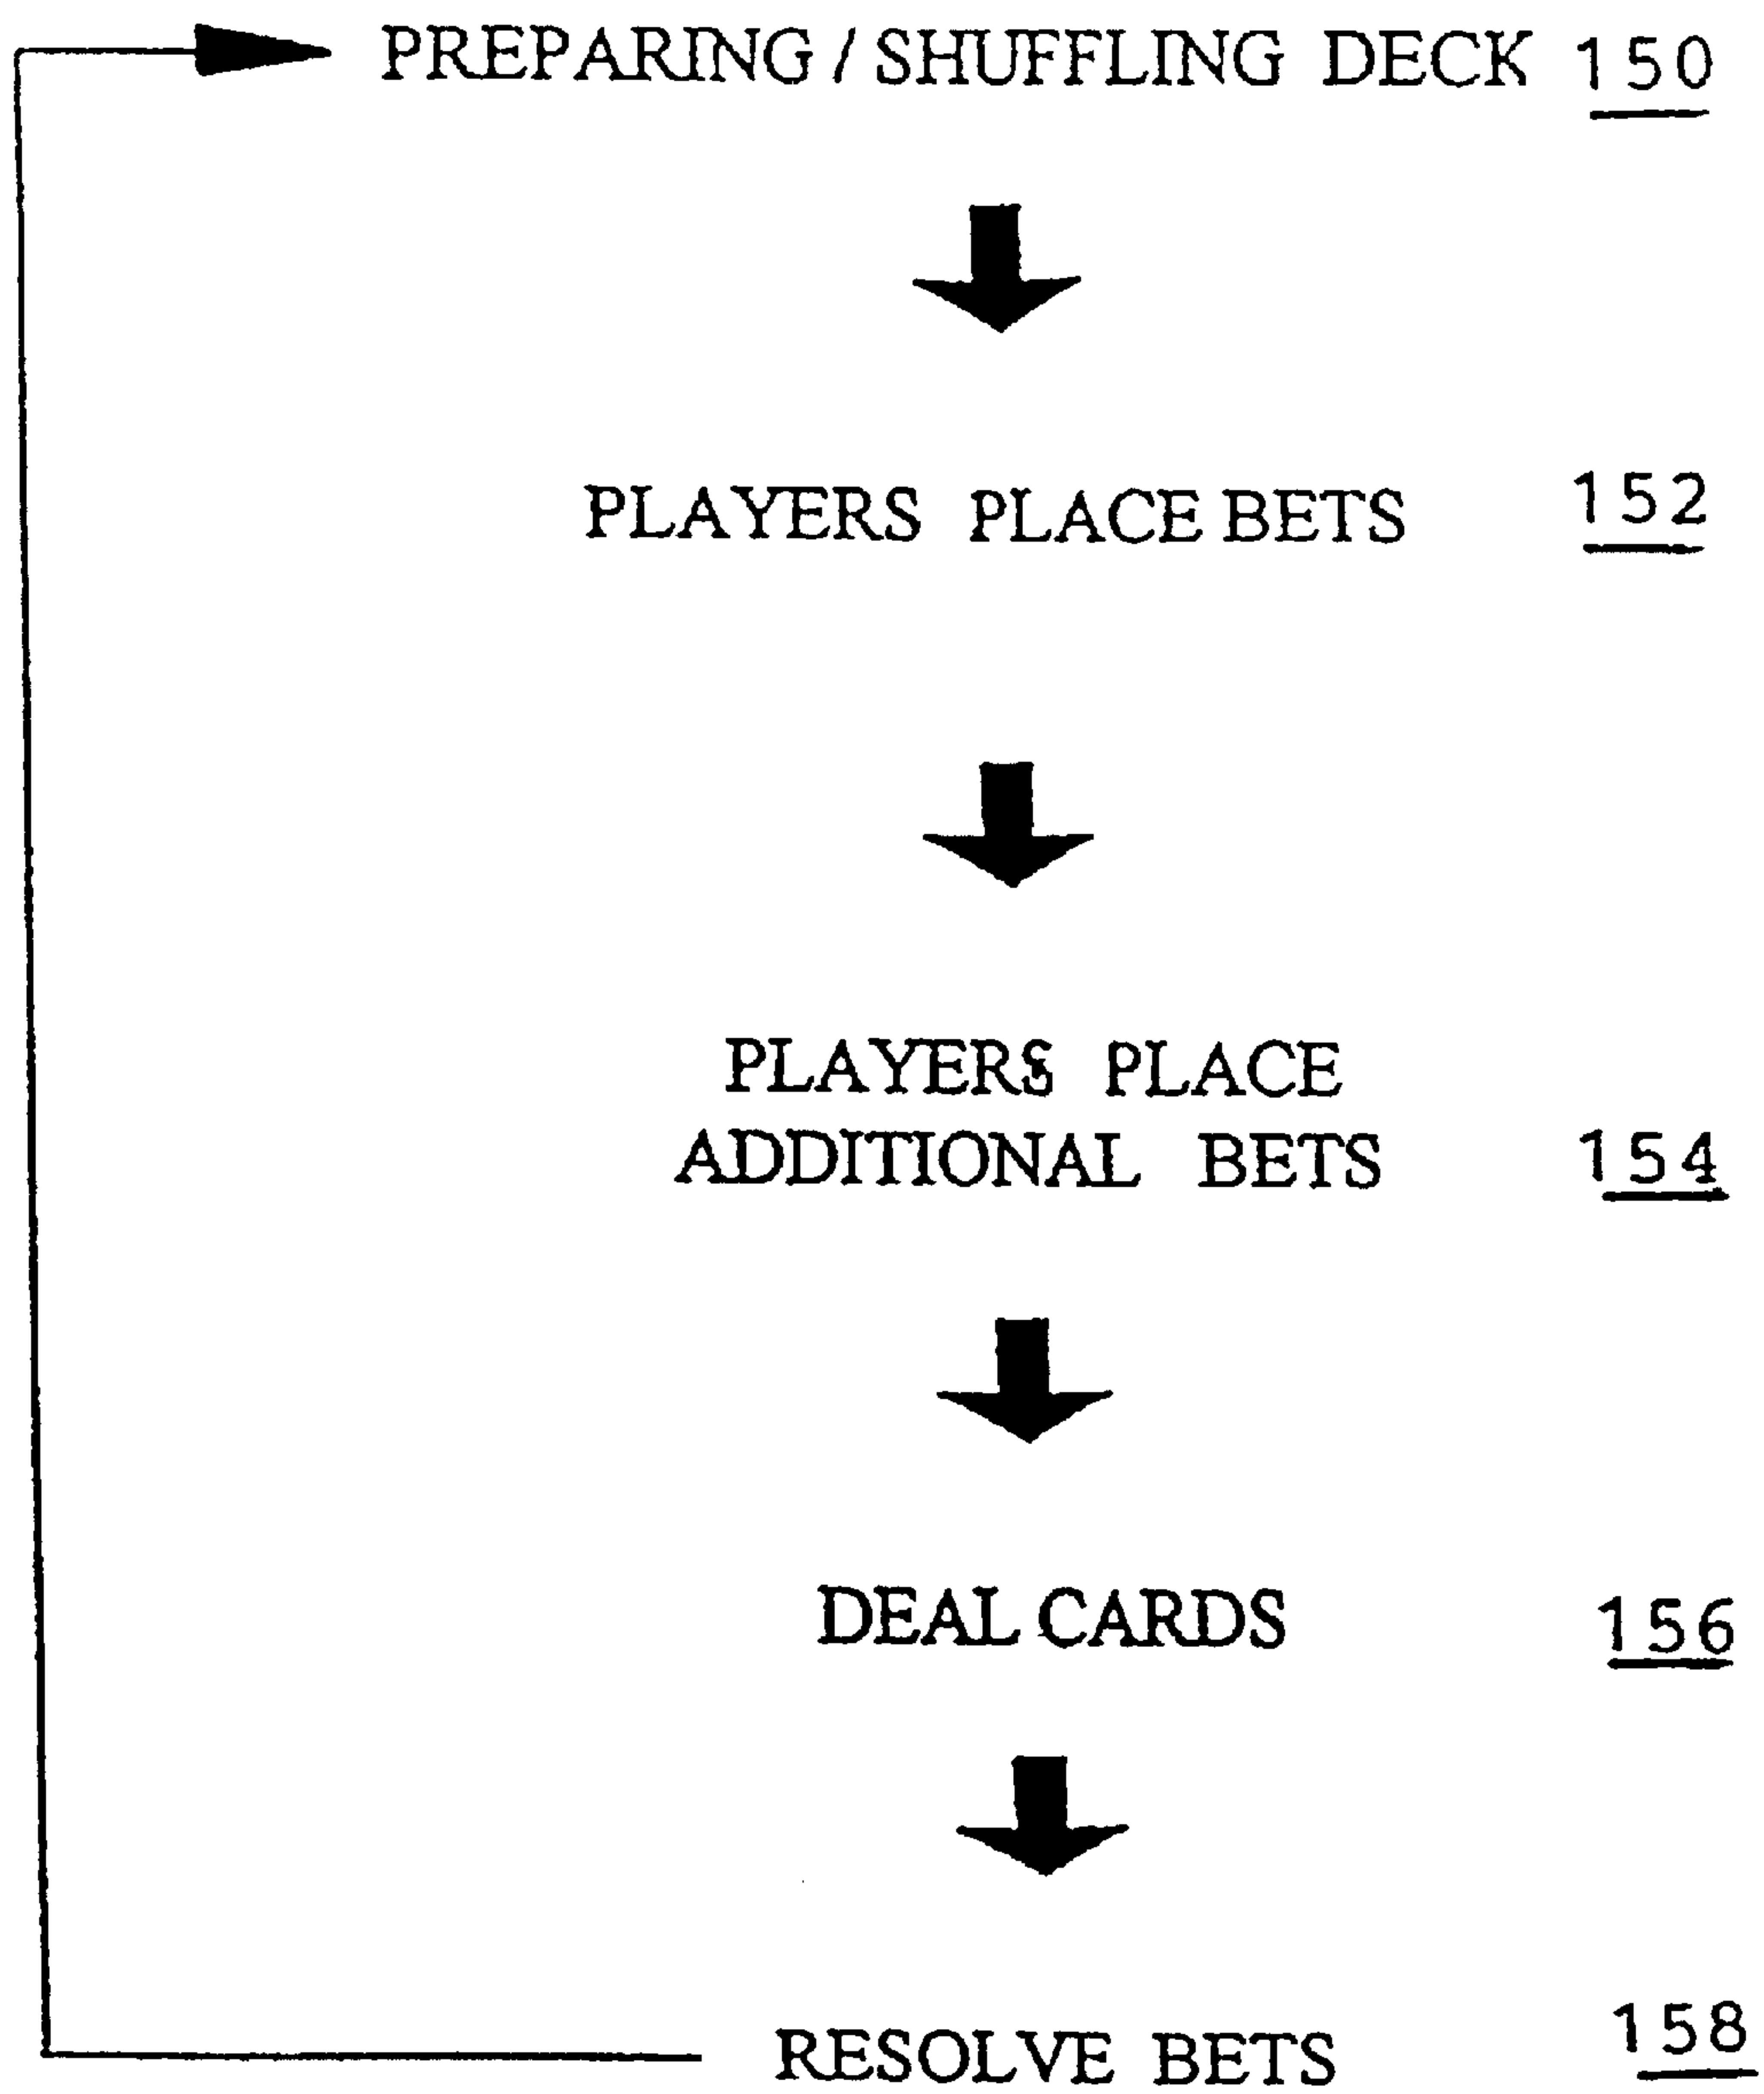 PREPARING / SHUFFLING DECK 150
PLAYERS PLACE BETS 152
PLAYERS PLACE
ADDITIONAL BETS 154
DEAL CARDS 156
RESOLVE BETS 158